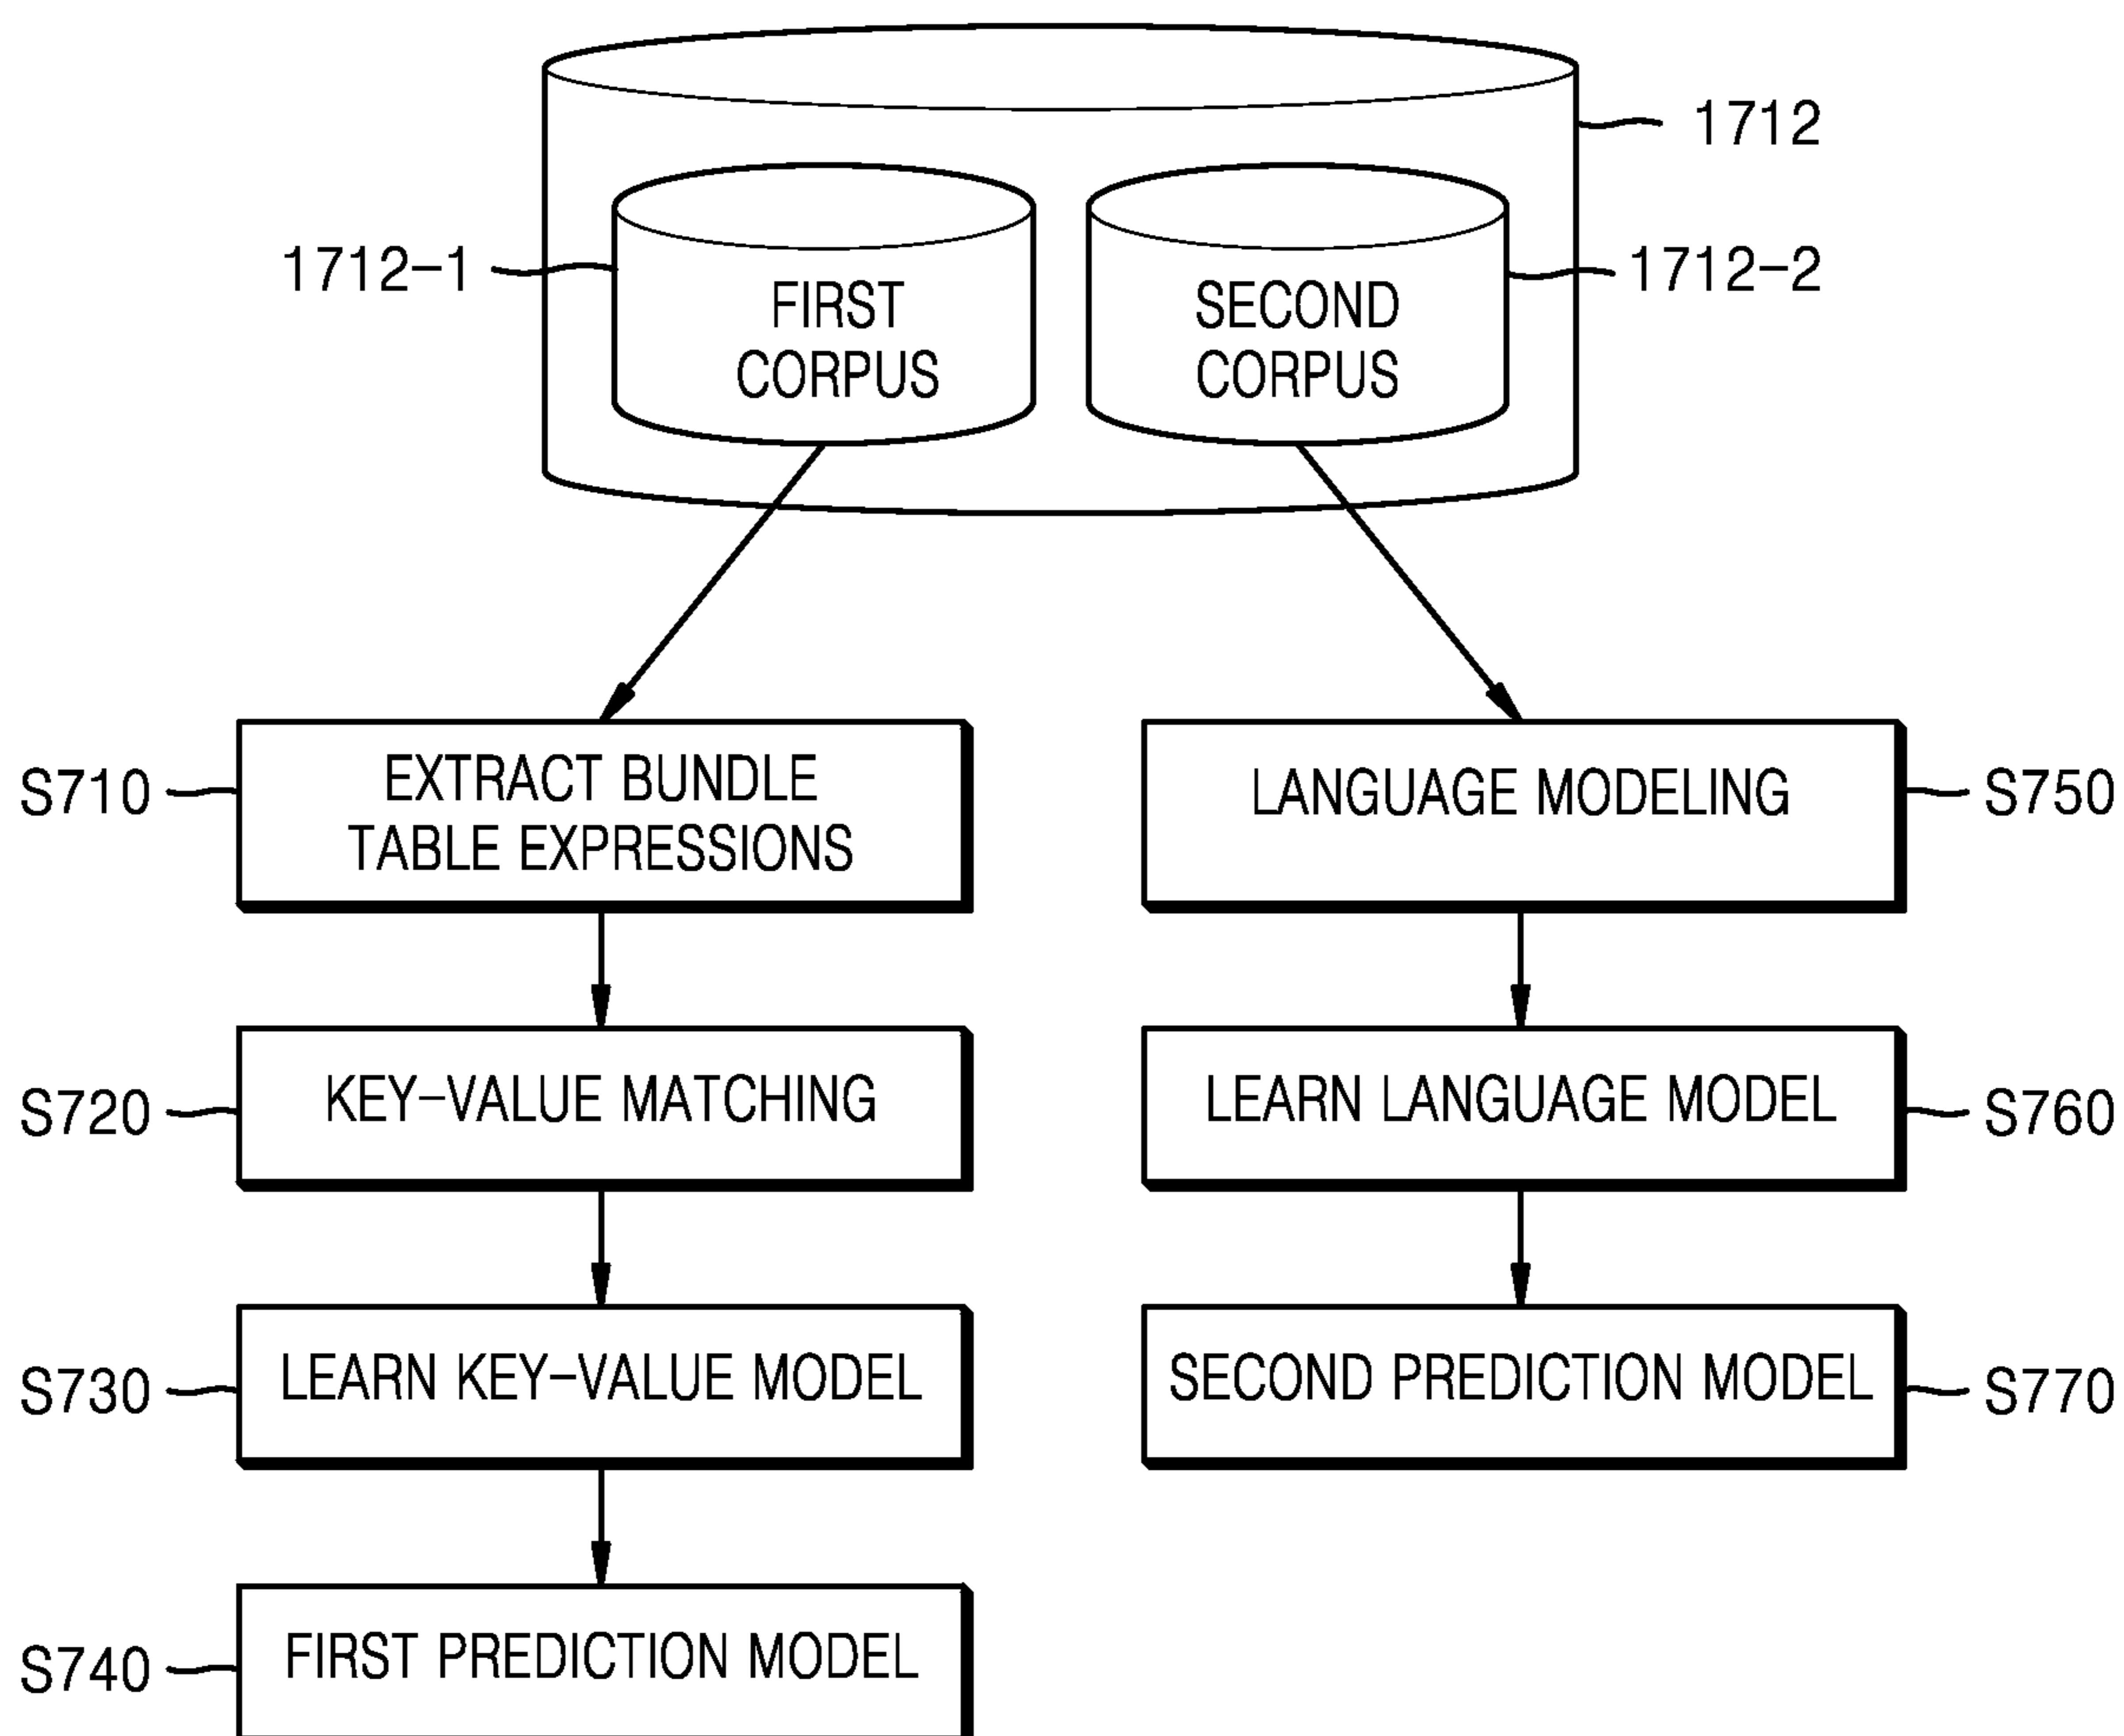 1712
1712-1
FIRST
CORPUS
SECOND
CORPUS
1712-2
S710
EXTRACT BUNDLE
TABLE EXPRESSIONS
LANGUAGE MODELING
S750
S720
KEY-VALUE MATCHING
LEARN LANGUAGE MODEL
S760
S730
LEARN KEY-VALUE MODEL
SECOND PREDICTION MODEL
S770
S740
FIRST PREDICTION MODEL